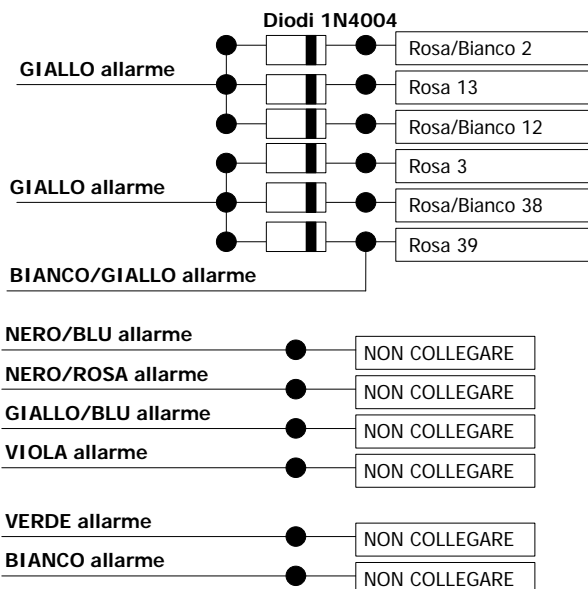 Diodi 1N4004
Rosa/Bianco 2
GIALLO allarme
Rosa 13
Rosa/Bianco 12
Rosa 3
GIALLO allarme
Rosa/Bianco 38
Rosa 39
BIANCO/GIALLO allarme
NERO/BLU allarme
NON COLLEGARE
NERO/ROSA allarme
NON COLLEGARE
GIALLO/BLU allarme
NON COLLEGARE
VIOLA allarme
NON COLLEGARE
VERDE allarme
NON COLLEGARE
BIANCO allarme
NON COLLEGARE